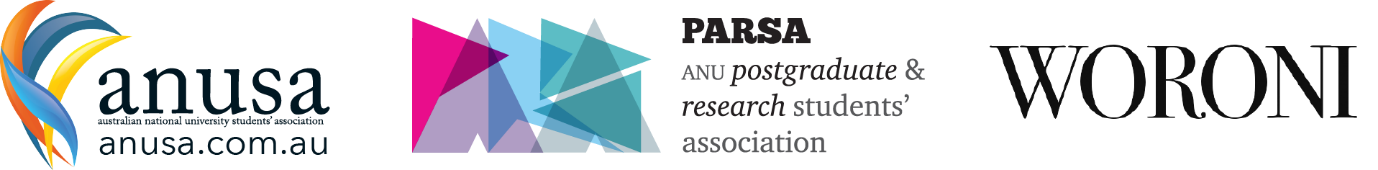 anusa
australian national university students' association
anusa.com.au
PARSA
ANU postgraduate &
research students’
association
WORONI